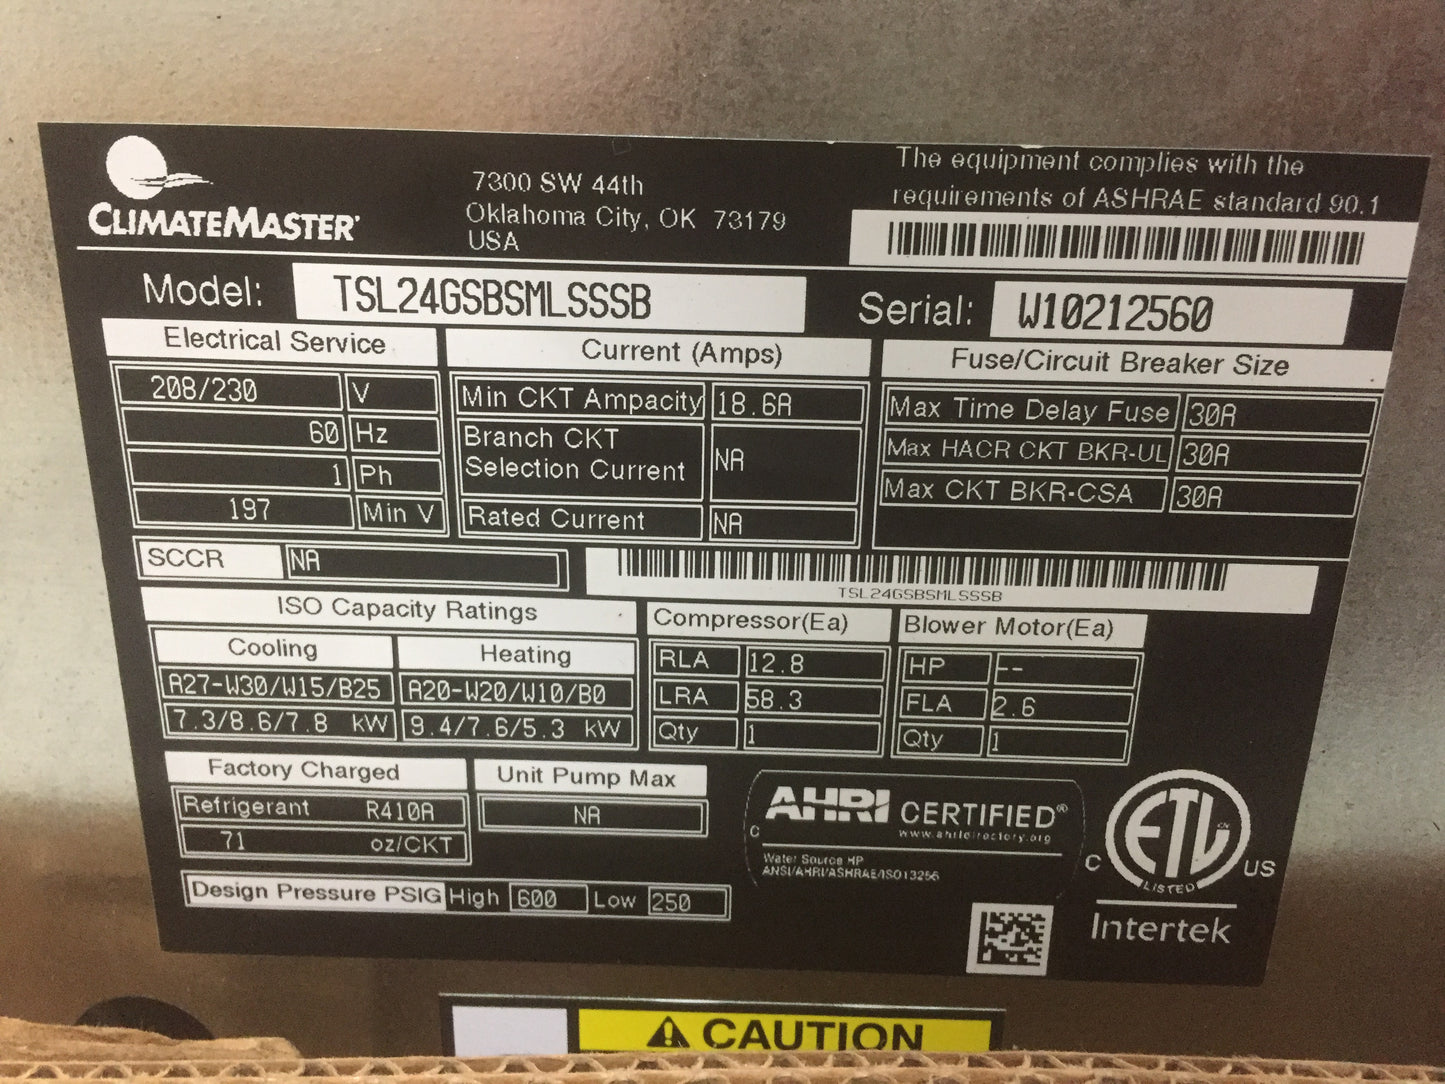 CLIMATEMASTER
7300 SW 44th
Oklahoma City, OK 73179
USA
The equipment complies with the
requirements of ASHRAE standard 90.1
Model: TSL24GSBSMLSSSB
Serial: W10212560
Electrical Service
208/230 V
60 Hz
1 Ph
197 Min V
Current (Amps)
Min CKT Ampacity 18.6A
Branch CKT
Selection Current NA
Rated Current NA
Fuse/Circuit Breaker Size
Max Time Delay Fuse 30A
Max HACR CKT BKR-UL 30A
Max CKT BKR-CSA 30A
SCCR NA
TSL24GSBSMLSSSB
ISO Capacity Ratings
Cooling Heating
A27-W30/W15/B25 A20-W20/W10/B0
7.3/8.6/7.8 kW 9.4/7.6/5.3 kW
Compressor(Ea)
RLA 12.8
LRA 58.3
Qty 1
Blower Motor(Ea)
HP --
FLA 2.6
Qty 1
Factory Charged
Refrigerant R410A
71 oz/CKT
Unit Pump Max
NA
Design Pressure PSIG High 600 Low 250
C AHRI CERTIFIED®
www.ahridirectory.org
Water Source HP
ANSI/AHRI/ASHRAE/ISO13256
C ETL CM US
LISTED
Intertek
CAUTION